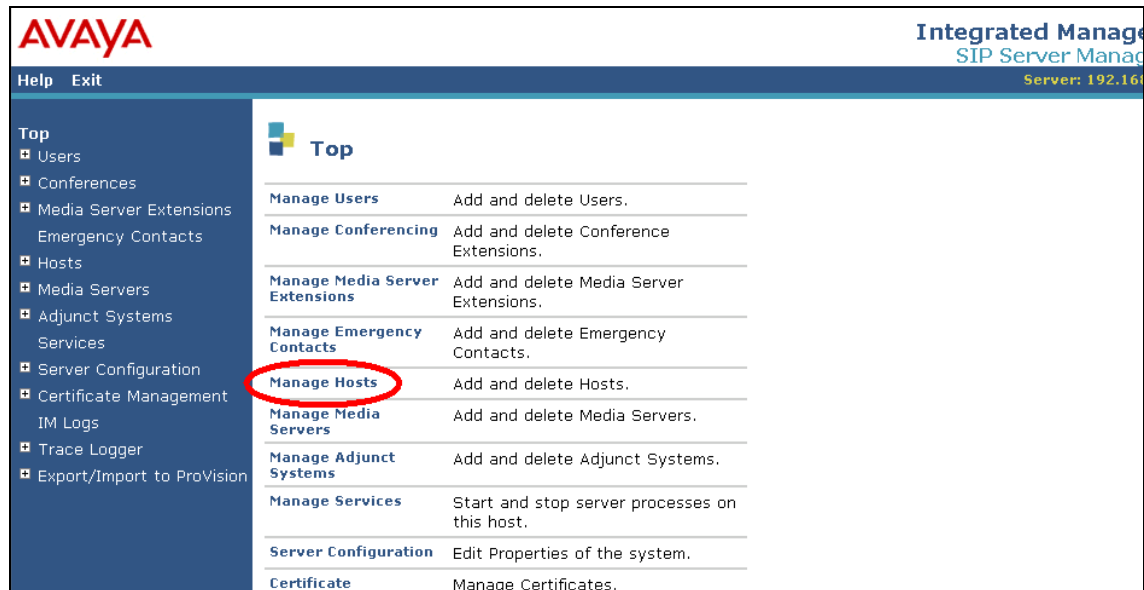 AVAYA
Integrated Manage
SIP Server Manag
Help Exit
Server: 192.168
Top
Users
Conferences
Media Server Extensions
Emergency Contacts
Hosts
Media Servers
Adjunct Systems
Services
Server Configuration
Certificate Management
IM Logs
Trace Logger
Export/Import to ProVision
Top
Manage Users Add and delete Users.
Manage Conferencing Add and delete Conference
Extensions.
Manage Media Server Add and delete Media Server
Extensions Extensions.
Manage Emergency Add and delete Emergency
Contacts Contacts.
Manage Hosts Add and delete Hosts.
Manage Media Add and delete Media Servers.
Servers
Manage Adjunct Add and delete Adjunct Systems.
Systems
Manage Services Start and stop server processes on
this host.
Server Configuration Edit Properties of the system.
Certificate Manage Certificates.